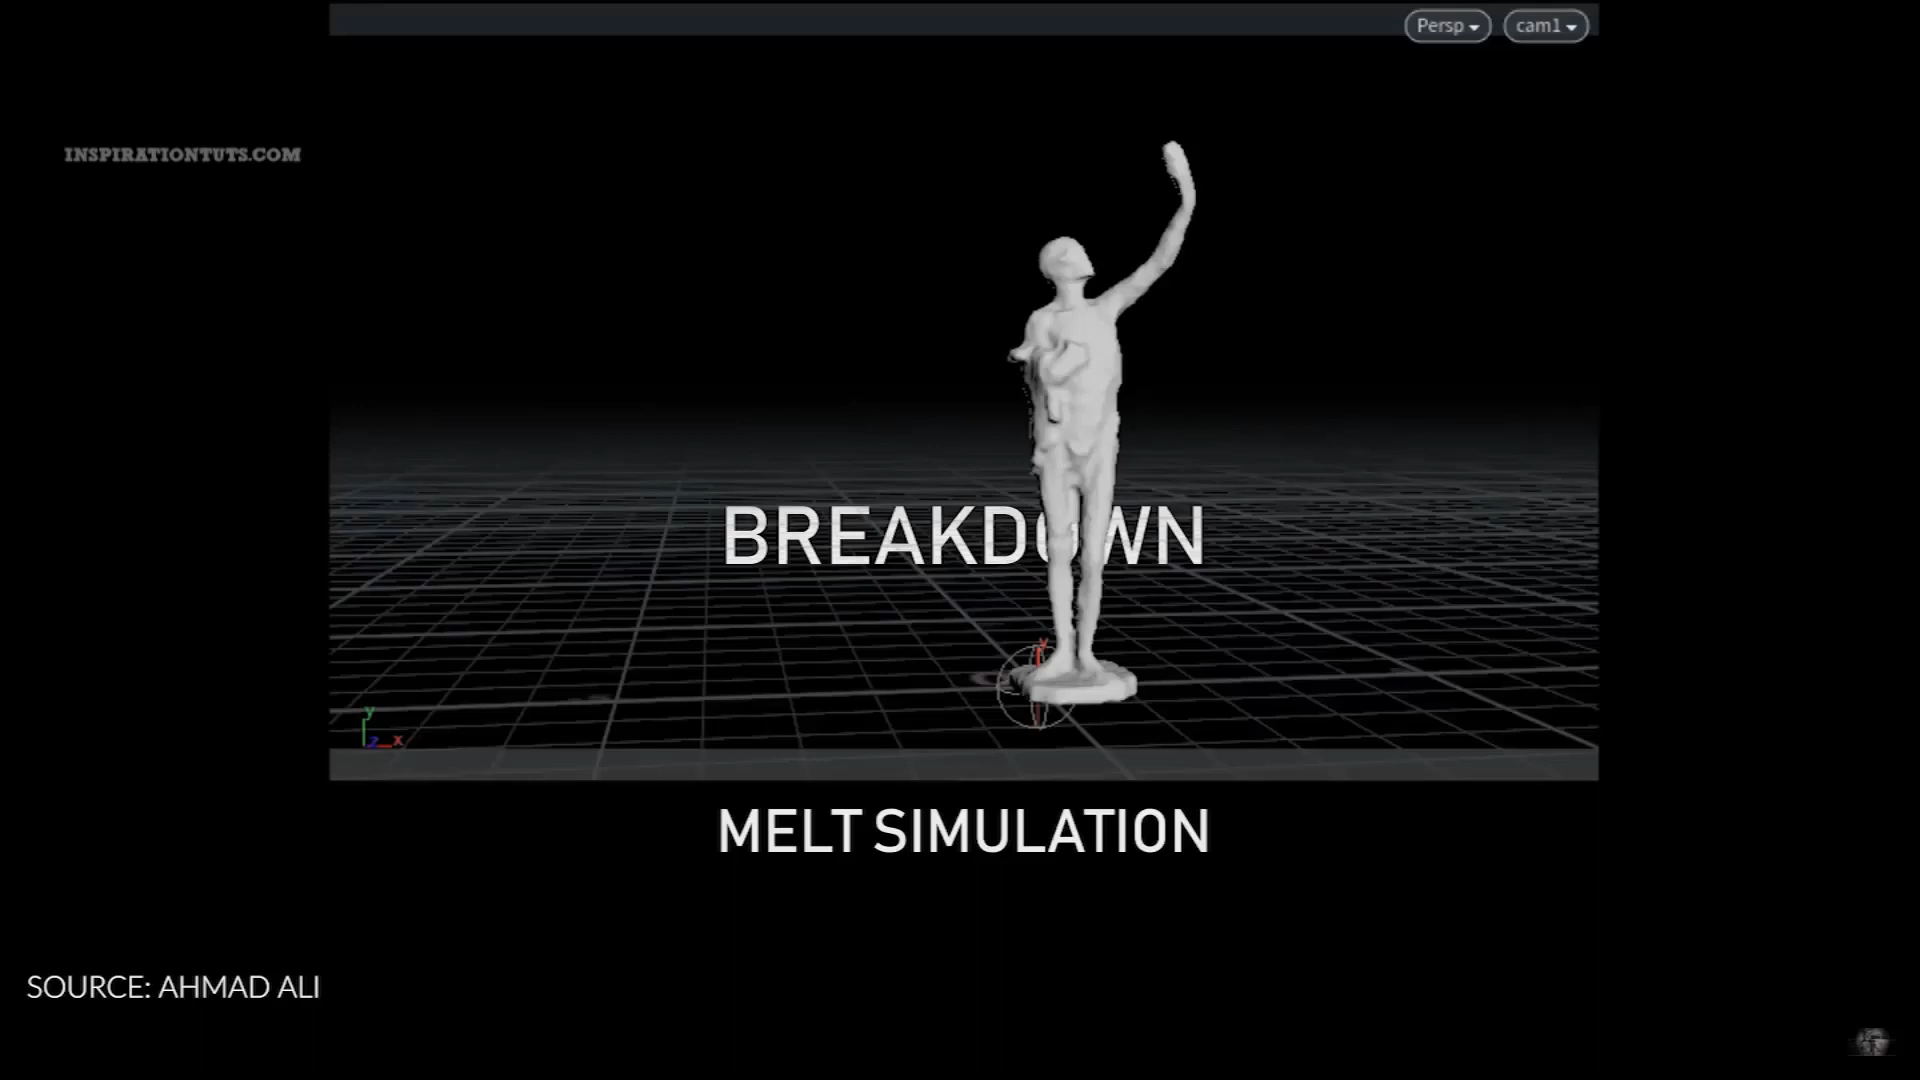 Persp cam1
INSPIRATIONTUTS.COM
BREAKDOWN
y
y
z x
MELT SIMULATION
SOURCE: AHMAD ALI